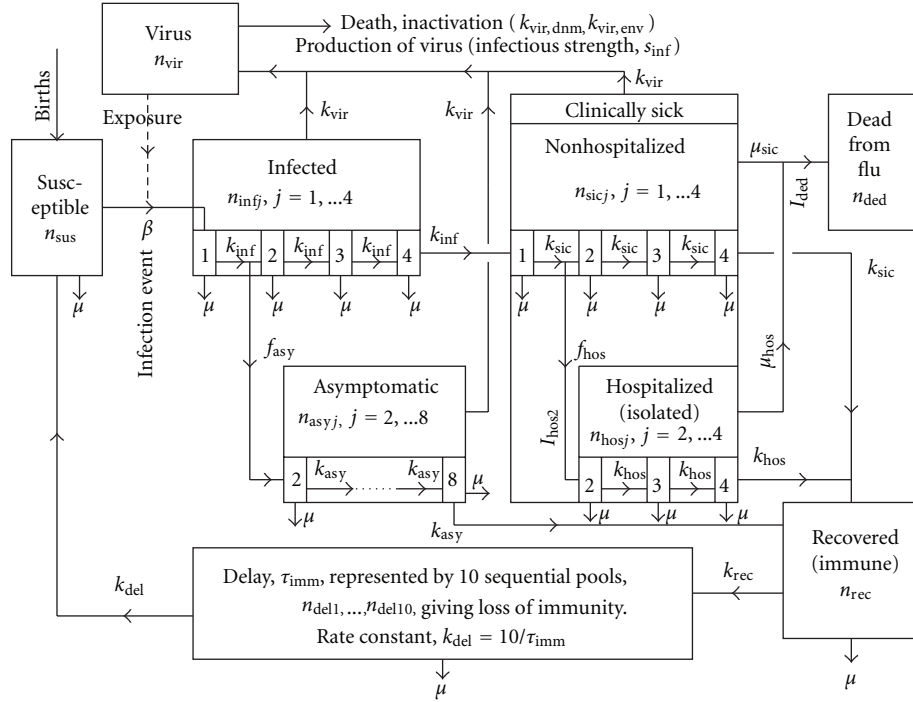 Virus
n_vir
Death, inactivation (k_vir,dnm, k_vir,env)
Production of virus (infectious strength, s_inf)
Births
Exposure
k_vir
k_vir
k_vir
Clinically sick
Susc-
eptible
n_sus
μ
Infected
n_infj, j = 1, ...4
Nonhospitalized
n_sicj, j = 1, ...4
μ_sic
I_ded
Dead
from
flu
n_ded
β
Infection event
1 k_inf 2 k_inf 3 k_inf 4
k_inf
1 k_sic 2 k_sic 3 k_sic 4
k_sic
μ μ μ μ
μ μ μ μ
f_asy
f_hos
μ_hos
Asymptomatic
n_asyj, j = 2, ...8
I_hos2
Hospitalized
(isolated)
n_hosj, j = 2, ...4
2 k_asy ...... k_asy 8
μ
μ
k_asy
2 k_hos 3 k_hos 4
k_hos
μ μ μ
Recovered
(immune)
n_rec
μ
k_rec
Delay, τ_imm, represented by 10 sequential pools,
n_del1, ...,n_del10, giving loss of immunity.
Rate constant, k_del = 10/τ_imm
k_del
μ